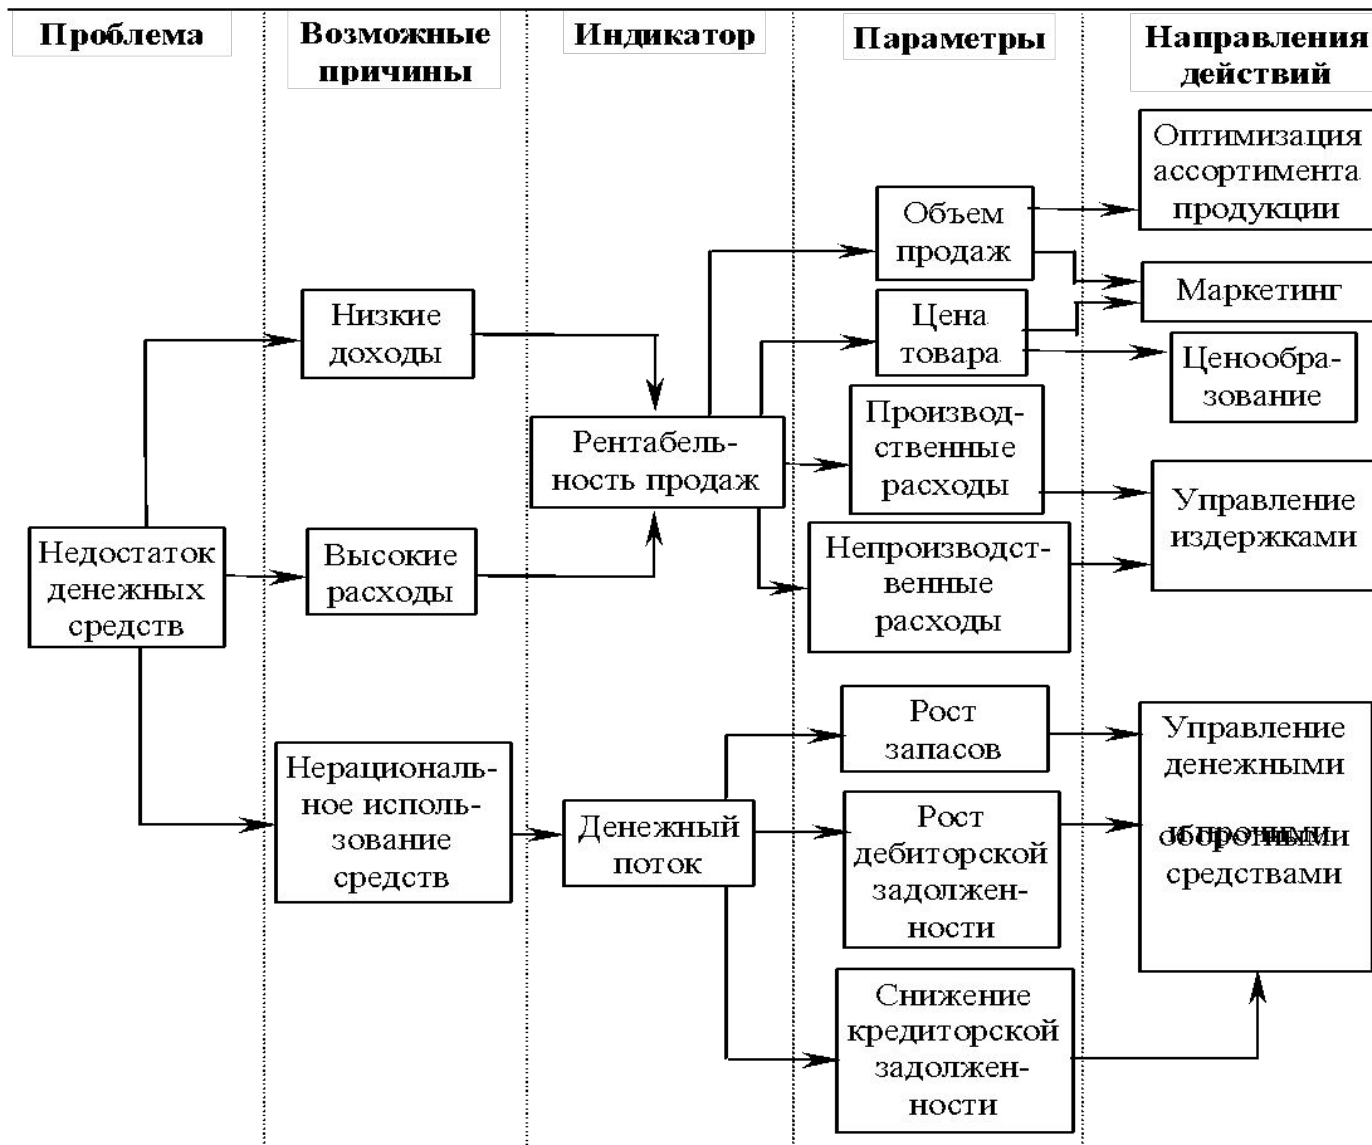 Проблема
Возможные
причины
Индикатор
Параметры
Направления
действий
Недостаток
денежных
средств
Низкие
доходы
Высокие
расходы
Нерациональ-
ное исполь-
зование
средств
Рентабель-
ность продаж
Денежный
поток
Объем
продаж
Цена
товара
Производ-
ственные
расходы
Непроизводст-
венные
расходы
Рост
запасов
Рост
дебиторской
задолжен-
ности
Снижение
кредиторской
задолжен-
ности
Оптимизация
ассортимента
продукции
Маркетинг
Ценообра-
зование
Управление
издержками
Управление
денежными
и прочими
оборотными
средствами